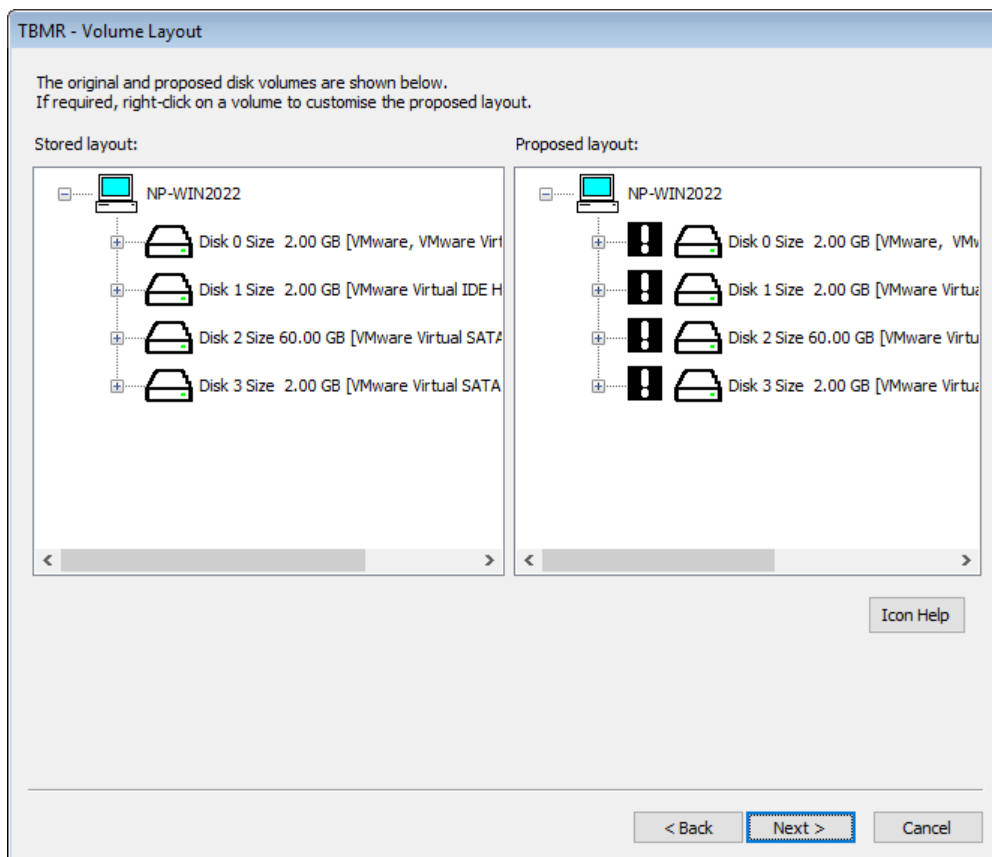 TBMR - Volume Layout
The original and proposed disk volumes are shown below.
If required, right-click on a volume to customise the proposed layout.
Stored layout:
Proposed layout:
NP-WIN2022
Disk 0 Size 2.00 GB [VMware, VMware Virt
Disk 1 Size 2.00 GB [VMware Virtual IDE H
Disk 2 Size 60.00 GB [VMware Virtual SATA
Disk 3 Size 2.00 GB [VMware Virtual SATA
NP-WIN2022
Disk 0 Size 2.00 GB [VMware, VMw
Disk 1 Size 2.00 GB [VMware Virtua
Disk 2 Size 60.00 GB [VMware Virtu
Disk 3 Size 2.00 GB [VMware Virtua
Icon Help
< Back
Next >
Cancel